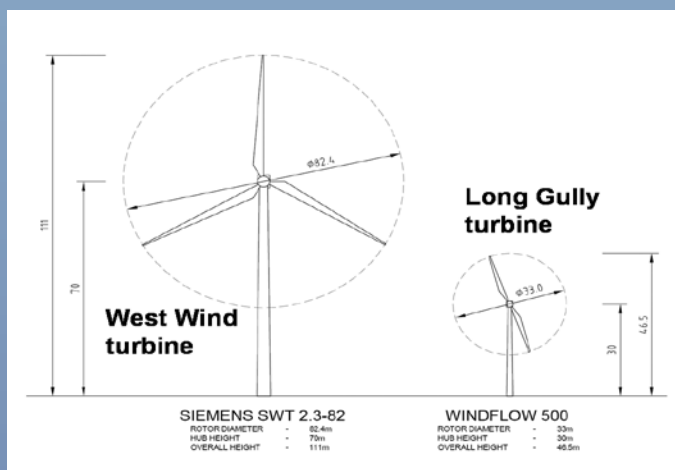 111
70
ø82.4
West Wind
turbine
Long Gully
turbine
ø33.0
30
46.5
SIEMENS SWT 2.3-82
ROTOR DIAMETER - 82.4m
HUB HEIGHT - 70m
OVERALL HEIGHT - 111m
WINDFLOW 500
ROTOR DIAMETER - 33m
HUB HEIGHT - 30m
OVERALL HEIGHT - 46.5m